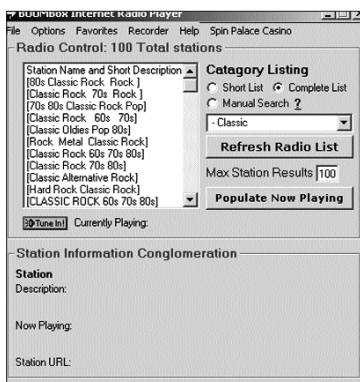 BOOMBox Internet Radio Player
File Options Favorites Recorder Help Spin Palace Casino
Radio Control: 100 Total stations
Station Name and Short Description
[80s Classic Rock Rock ]
[Classic Rock 70s Rock ]
[70s 80s Classic Rock Pop]
[Classic Rock 60s 70s]
[Classic Oldies Pop 80s]
[Rock Metal Classic Rock]
[Classic Rock 60s 70s 80s]
[Classic Rock 70s 80s]
[Classic Alternative Rock]
[Hard Rock Classic Rock]
[CLASSIC ROCK 60s 70s 80s]
Catagory Listing
Short List Complete List
Manual Search ?
- Classic
Refresh Radio List
Max Station Results 100
Populate Now Playing
Tune In! Currently Playing:
Station Information Conglomeration
Station
Description:
Now Playing:
Station URL: